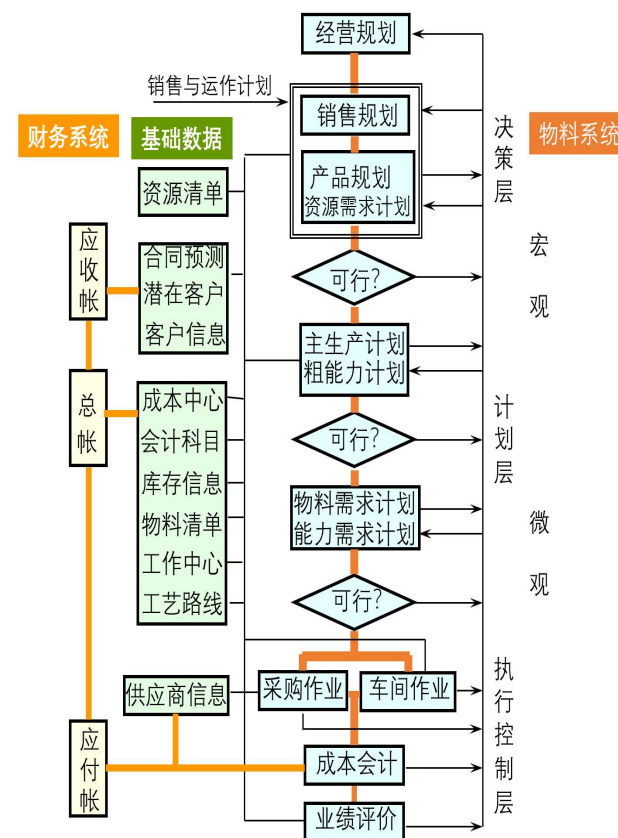 经营规划
销售与运作计划
销售规划
财务系统
基础数据
物料系统
决策层
产品规划
资源需求计划
资源清单
应收帐
合同预测
潜在客户
客户信息
可行?
宏观
主生产计划
粗能力计划
总帐
成本中心
会计科目
库存信息
物料清单
工作中心
工艺路线
可行?
计划层
物料需求计划
能力需求计划
微观
可行?
供应商信息
采购作业
车间作业
执行控制层
应付帐
成本会计
业绩评价